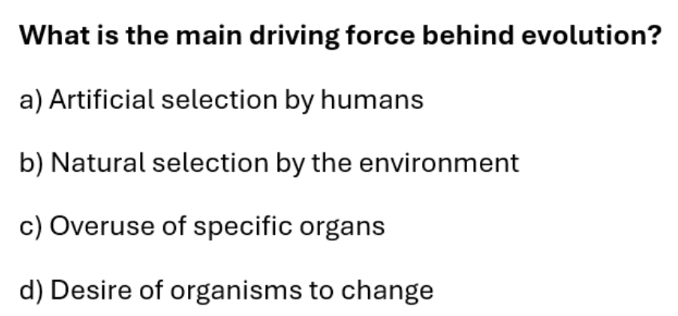 What is the main driving force behind evolution?
a) Artificial selection by humans
b) Natural selection by the environment
c) Overuse of specific organs
d) Desire of organisms to change